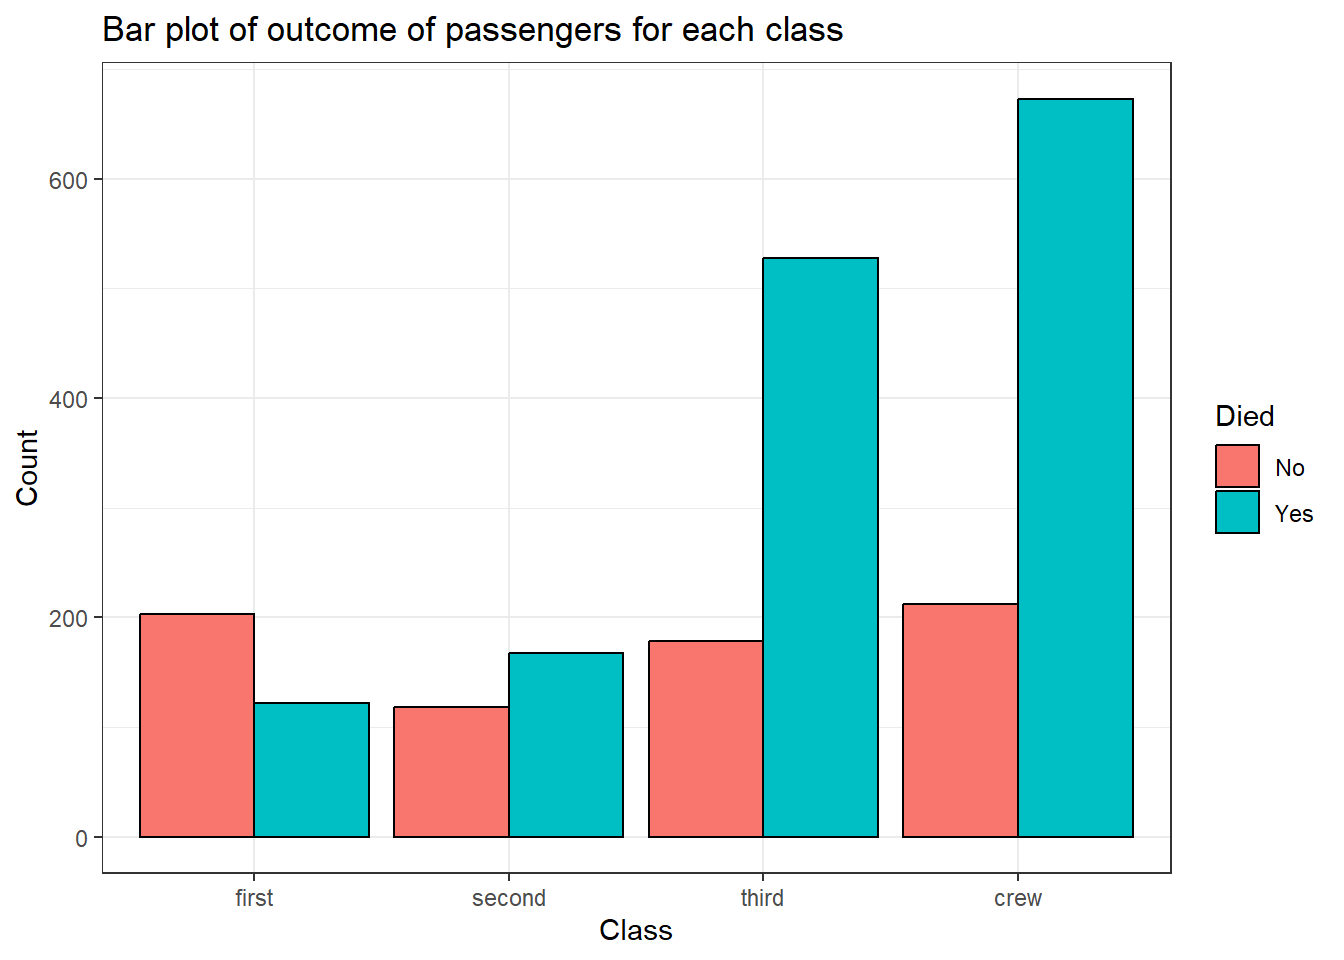 Bar plot of outcome of passengers for each class
Count
600
400
200
0
first second third crew
Class
Died
No
Yes